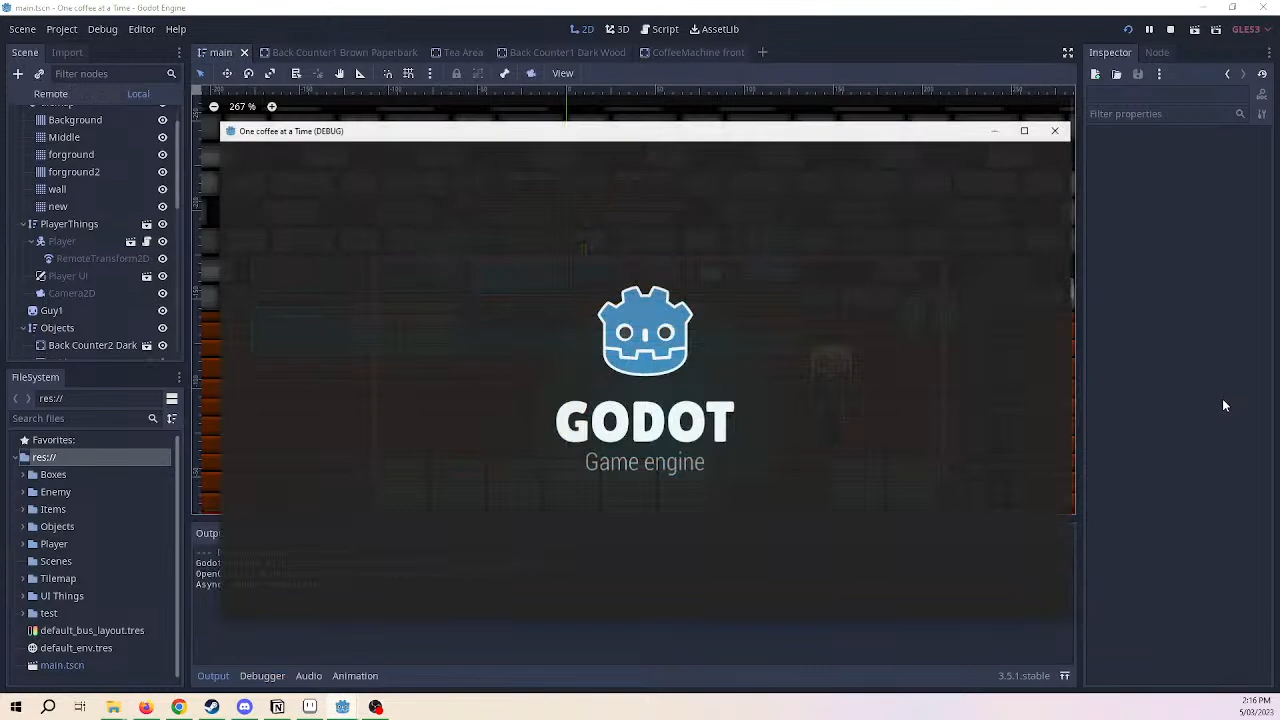 main.tscn - One coffee at a Time - Godot Engine
Scene Project Debug Editor Help
2D 3D Script AssetLib
GLES3
Scene Import
main Back Counter1 Brown Paperbark Tea Area Back Counter1 Dark Wood CoffeeMachine front
Inspector Node
Filter nodes
View
Remote Local
267 %
Filter properties
Background
Middle
forground
forground2
wall
new
PlayerThings
Player
RemoteTransform2D
Player UI
Camera2D
Guy1
Objects
Back Counter2 Dark
One coffee at a Time (DEBUG)
GODOT
Game engine
FileSystem
res://
Search files
Favorites:
res://
Boxes
Enemy
Items
Objects
Player
Scenes
Tilemap
UI Things
test
default_bus_layout.tres
default_env.tres
main.tscn
Output Debugger Audio Animation
3.5.1.stable
2:16 PM
5/03/2023